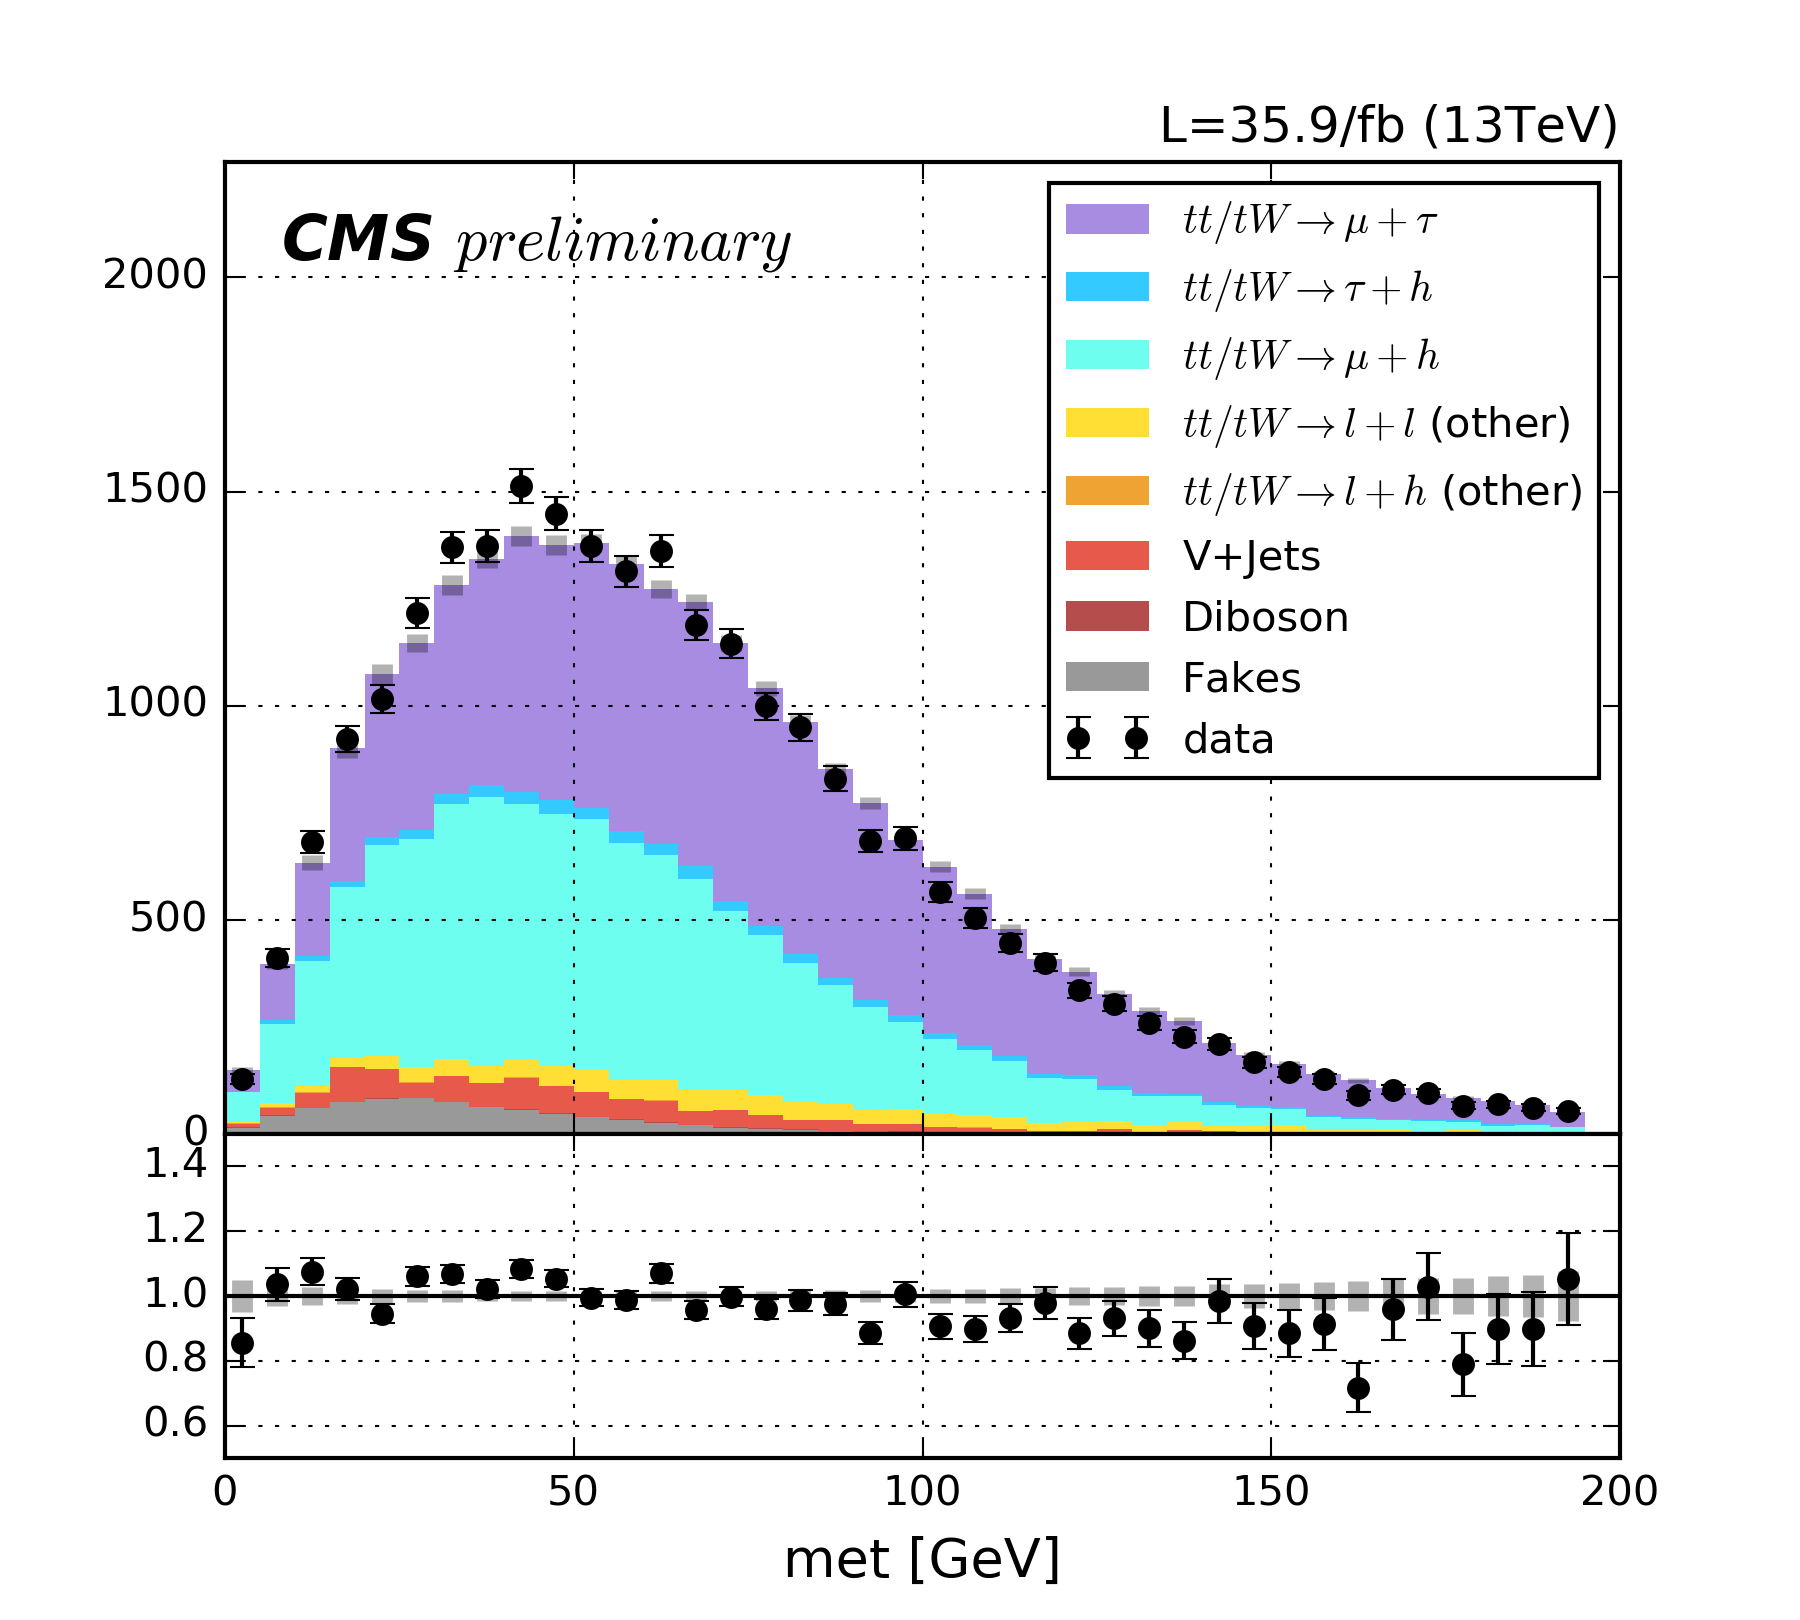 L=35.9/fb (13TeV)
CMS preliminary
tt/tW→μ+τ
tt/tW→τ+h
tt/tW→μ+h
tt/tW→l+l (other)
tt/tW→l+h (other)
V+Jets
Diboson
Fakes
data
2000
1500
1000
500
0
1.4
1.2
1.0
0.8
0.6
0 50 100 150 200
met [GeV]